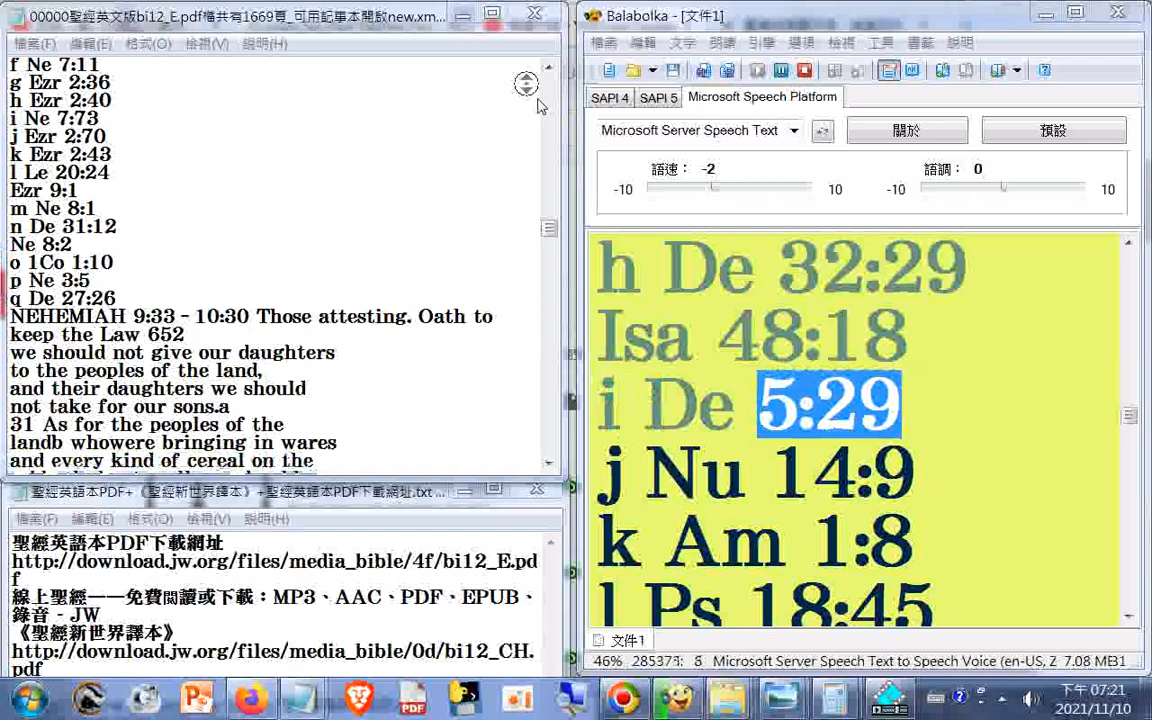 00000聖經英文版bi12_E.pdf檔共有1669頁_可用記事本開啟new.xm...
檔案(F) 編輯(E) 格式(O) 檢視(V) 說明(H)
f Ne 7:11
g Ezr 2:36
h Ezr 2:40
i Ne 7:73
j Ezr 2:70
k Ezr 2:43
l Le 20:24
Ezr 9:1
m Ne 8:1
n De 31:12
Ne 8:2
o 1Co 1:10
p Ne 3:5
q De 27:26
NEHEMIAH 9:33 – 10:30 Those attesting. Oath to
keep the Law 652
we should not give our daughters
to the peoples of the land,
and their daughters we should
not take for our sons.a
31 As for the peoples of the
landb whowere bringing in wares
and every kind of cereal on the
聖經英語本PDF+《聖經新世界譯本》+聖經英語本PDF下載網址.txt ...
檔案(F) 編輯(E) 格式(O) 檢視(V) 說明(H)
聖經英語本PDF下載網址
http://download.jw.org/files/media_bible/4f/bi12_E.pd
f
線上聖經——免費閱讀或下載：MP3、AAC、PDF、EPUB、
錄音 - JW
《聖經新世界譯本》
http://download.jw.org/files/media_bible/0d/bi12_CH.
pdf
Balabolka - [文件1]
檔案 編輯 文字 朗讀 引擎 選項 檢視 工具 書籤 說明
SAPI 4 SAPI 5 Microsoft Speech Platform
Microsoft Server Speech Text 關於 預設
語速： -2 語調： 0
-10 10 -10 10
h De 32:29
Isa 48:18
i De 5:29
j Nu 14:9
k Am 1:8
l Ps 18:45
文件1
46% Microsoft Server Speech Text to Speech Voice (en-US, Z 7.08 MB1
下午 07:21
2021/11/10